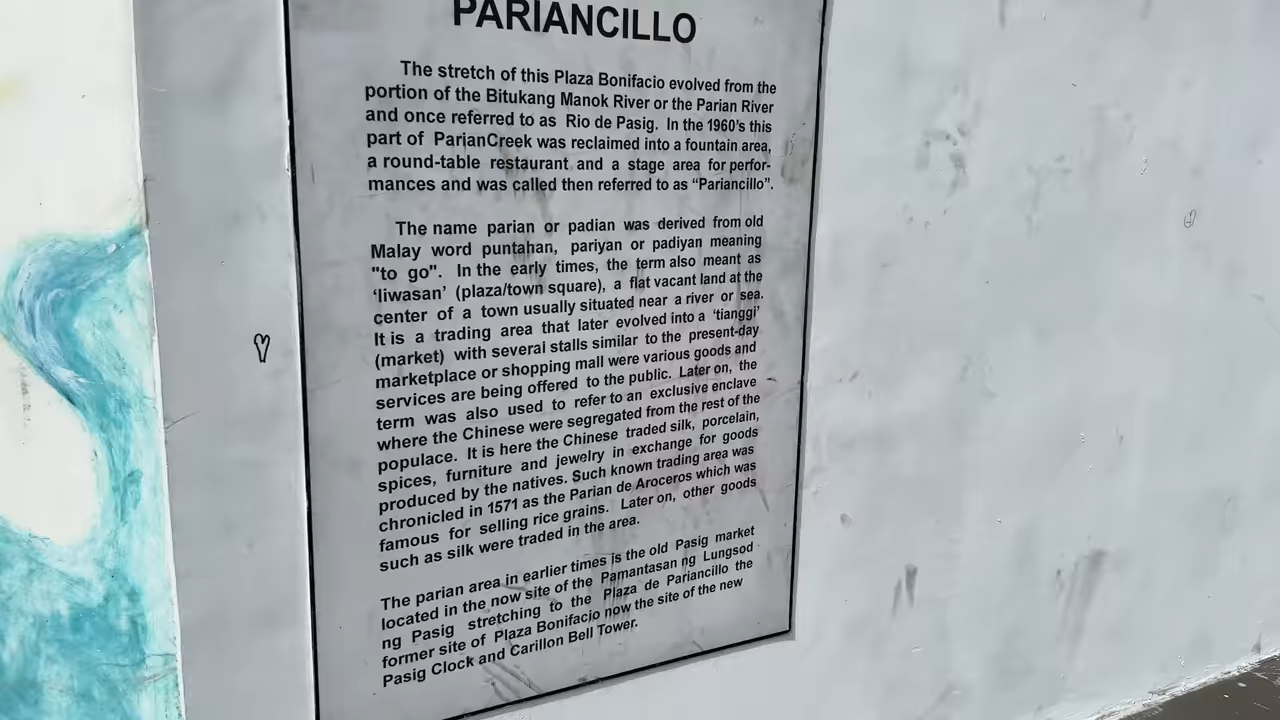 PARIANCILLO
The stretch of this Plaza Bonifacio evolved from the
portion of the Bitukang Manok River or the Parian River
and once referred to as Rio de Pasig. In the 1960's this
part of ParianCreek was reclaimed into a fountain area,
a round-table restaurant and a stage area for perfor-
mances and was called then referred to as “Pariancillo”.
The name parian or padian was derived from old
Malay word puntahan, pariyan or padiyan meaning
"to go". In the early times, the term also meant as
‘liwasan’ (plaza/town square), a flat vacant land at the
center of a town usually situated near a river or sea.
It is a trading area that later evolved into a ‘tianggi’
(market) with several stalls similar to the present-day
marketplace or shopping mall were various goods and
services are being offered to the public. Later on, the
term was also used to refer to an exclusive enclave
where the Chinese were segregated from the rest of the
populace. It is here the Chinese traded silk, porcelain,
spices, furniture and jewelry in exchange for goods
produced by the natives. Such known trading area was
chronicled in 1571 as the Parian de Aroceros which was
famous for selling rice grains. Later on, other goods
such as silk were traded in the area.
The parian area in earlier times is the old Pasig market
located in the now site of the Pamantasan ng Lungsod
ng Pasig stretching to the Plaza de Pariancillo the
former site of Plaza Bonifacio now the site of the new
Pasig Clock and Carillon Bell Tower.